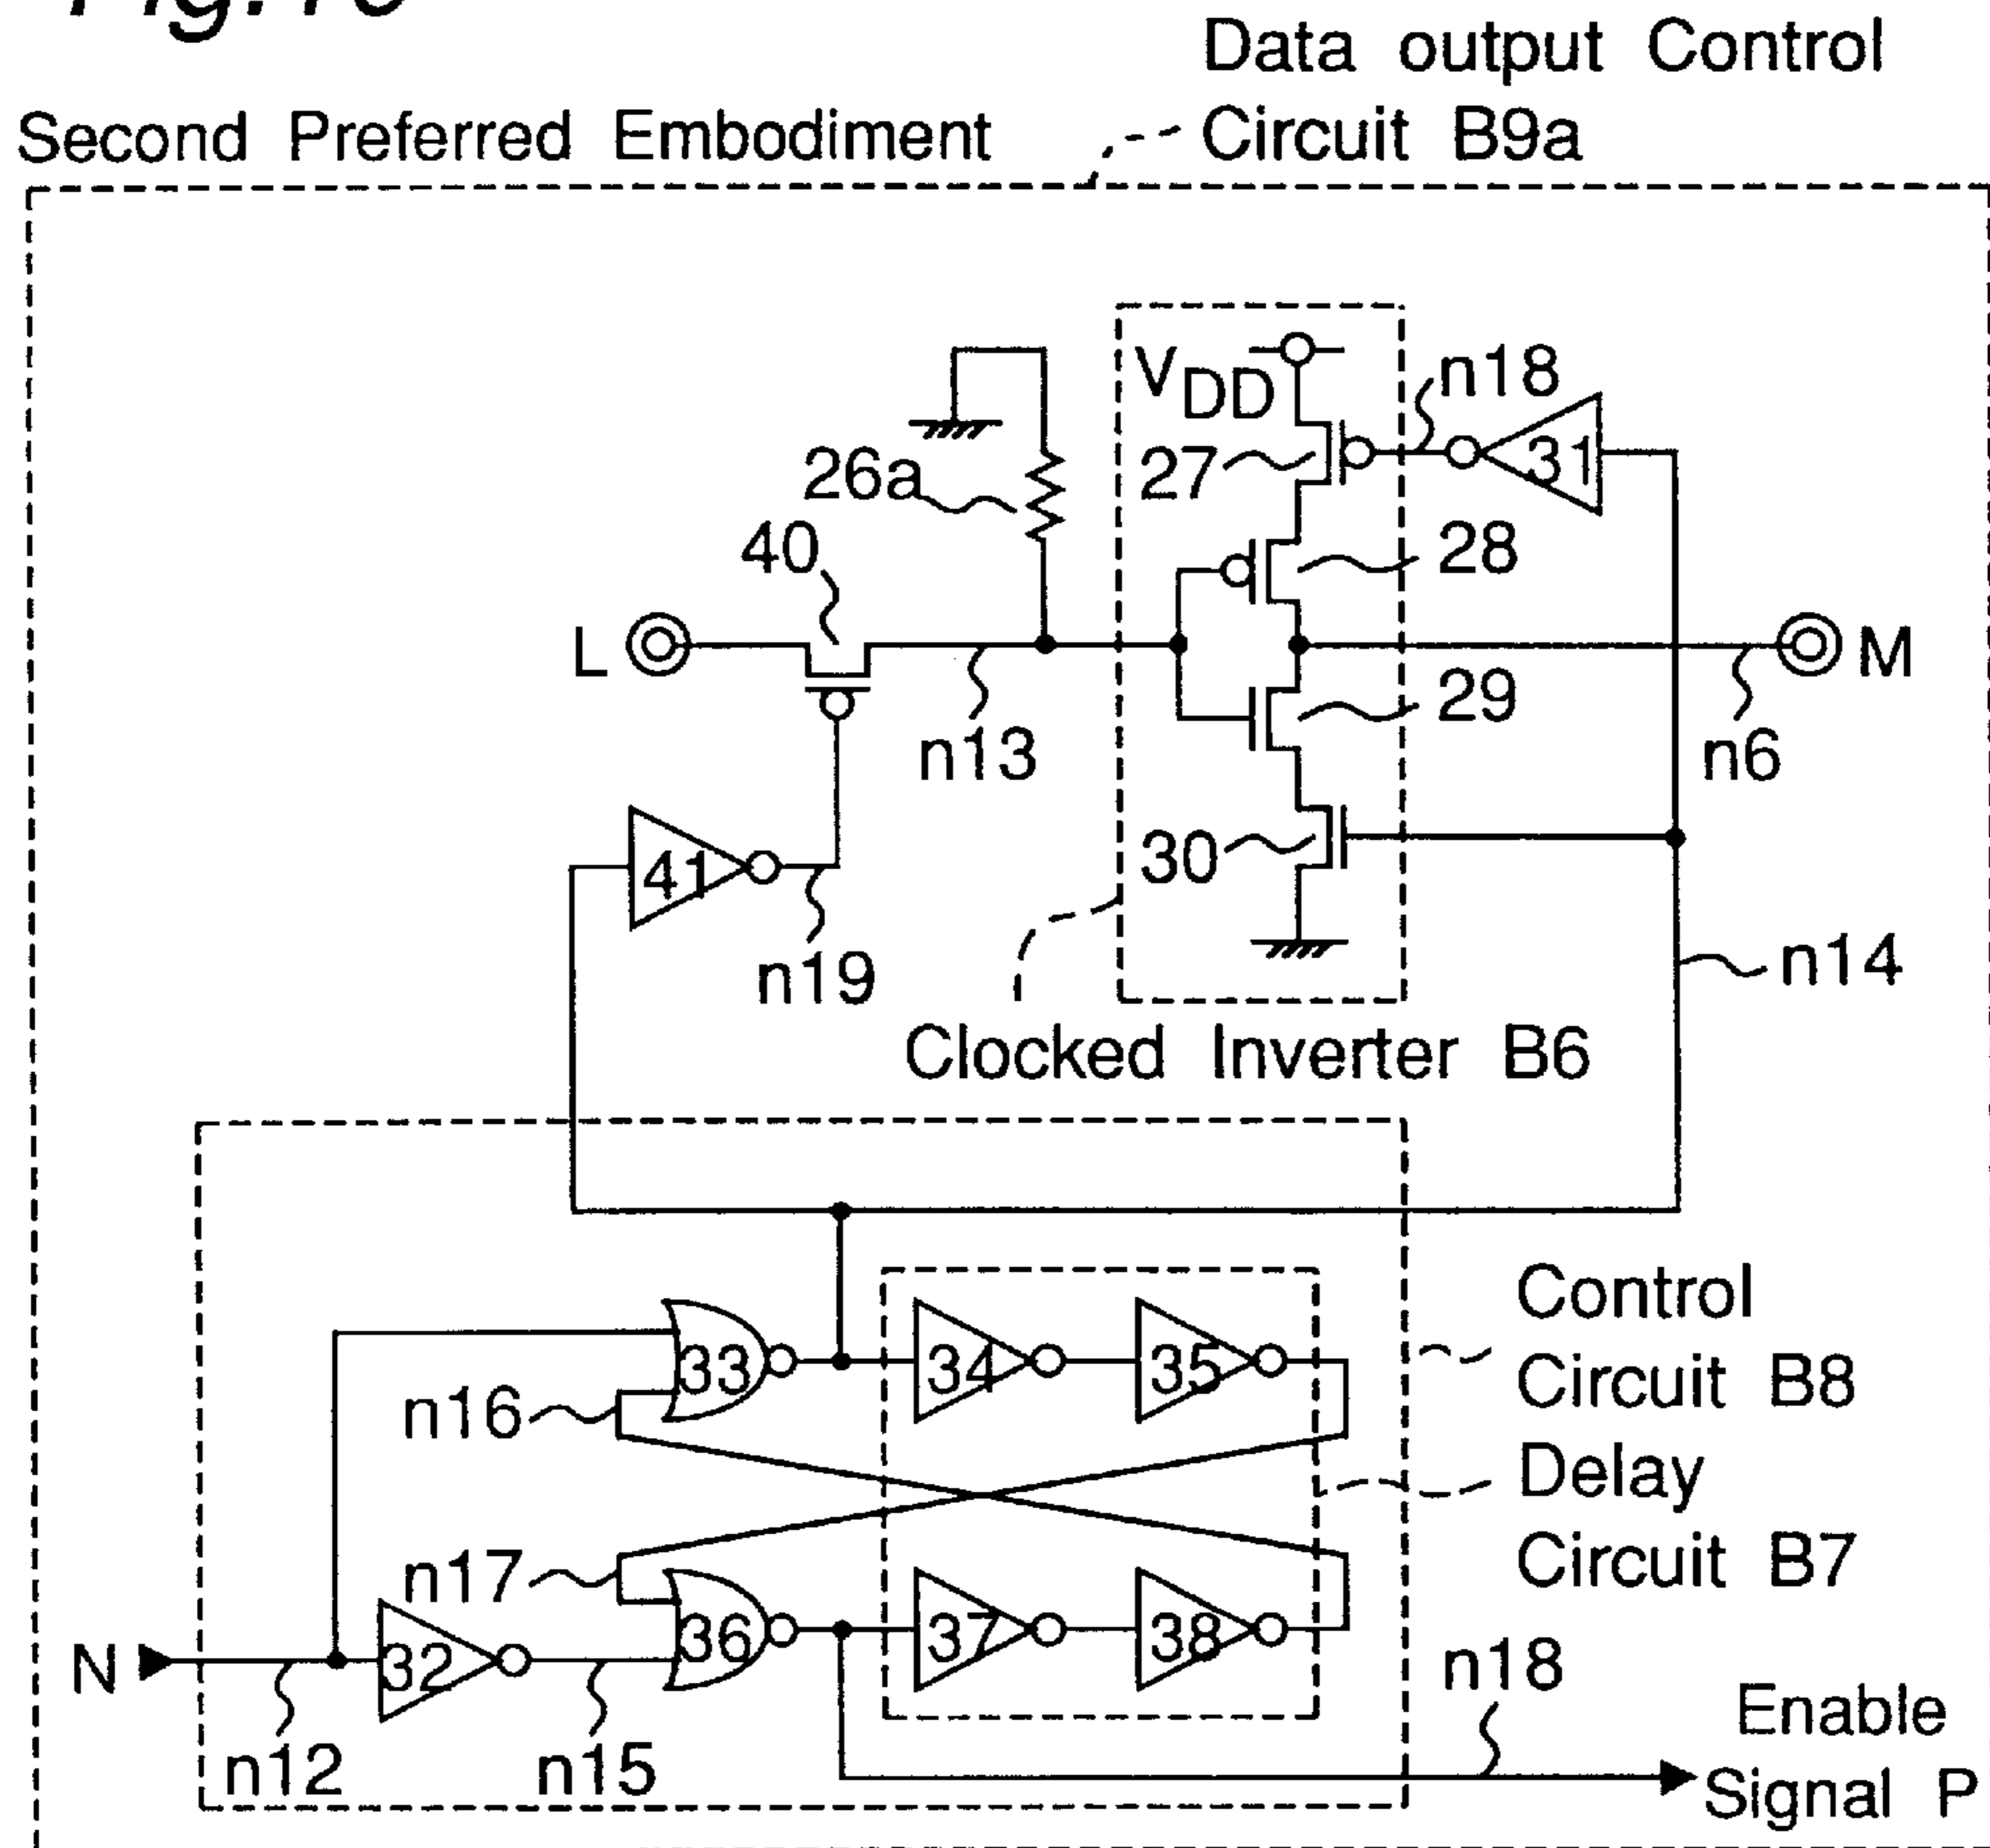 Data output Control
Second Preferred Embodiment
Circuit B9a
VDD
n18
31
26a
27
40
28
L
M
29
n13
n6
30
41
n19
n14
Clocked Inverter B6
Control
Circuit B8
33
34
35
n16
Delay
Circuit B7
n17
36
37
38
N
32
n18
n12
n15
Enable
Signal P